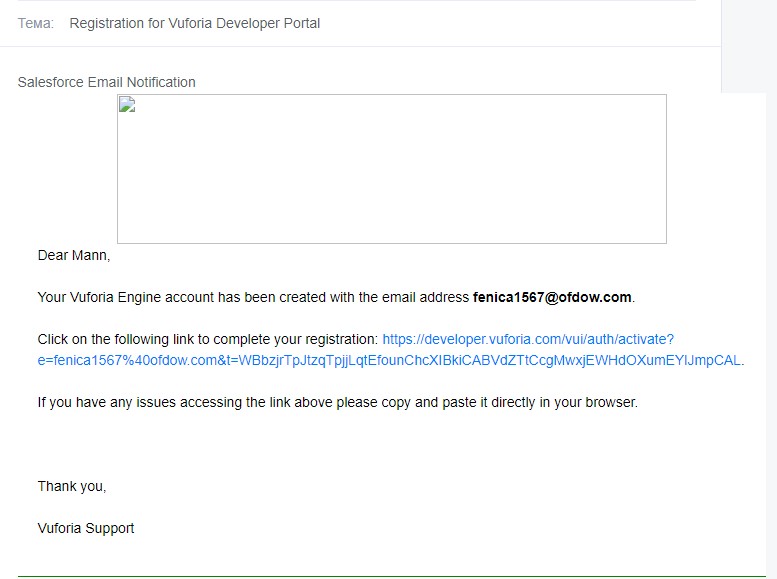 Тема: Registration for Vuforia Developer Portal
Salesforce Email Notification
Dear Mann,
Your Vuforia Engine account has been created with the email address fenica1567@ofdow.com.
Click on the following link to complete your registration: https://developer.vuforia.com/vui/auth/activate?
e=fenica1567%40ofdow.com&t=WBbzjrTpJtzqTpjjLqtEfounChcXIBkiCABVdZTtCcgMwxjEWHdOXumEYlJmpCAL.
If you have any issues accessing the link above please copy and paste it directly in your browser.
Thank you,
Vuforia Support